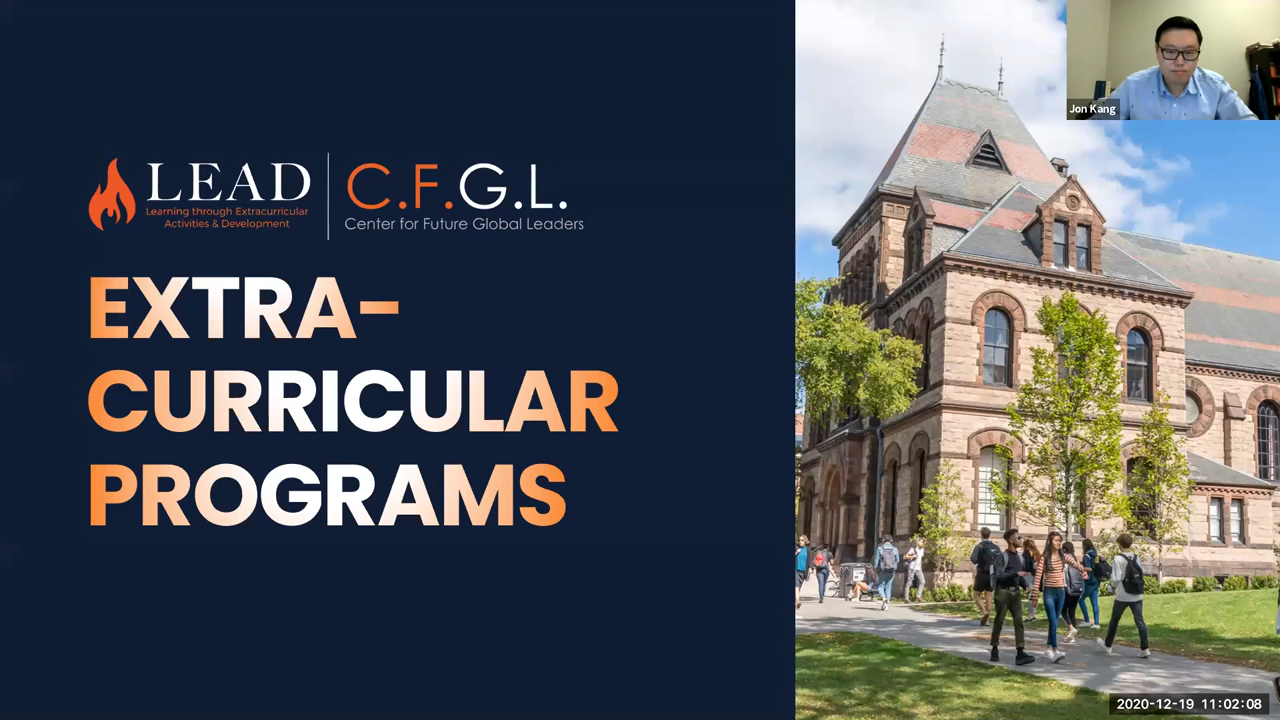 LEAD
Learning through Extracurricular
Activities & Development
C.F.G.L.
Center for Future Global Leaders
EXTRA-
CURRICULAR
PROGRAMS
Jon Kang
2020-12-19 11:02:08